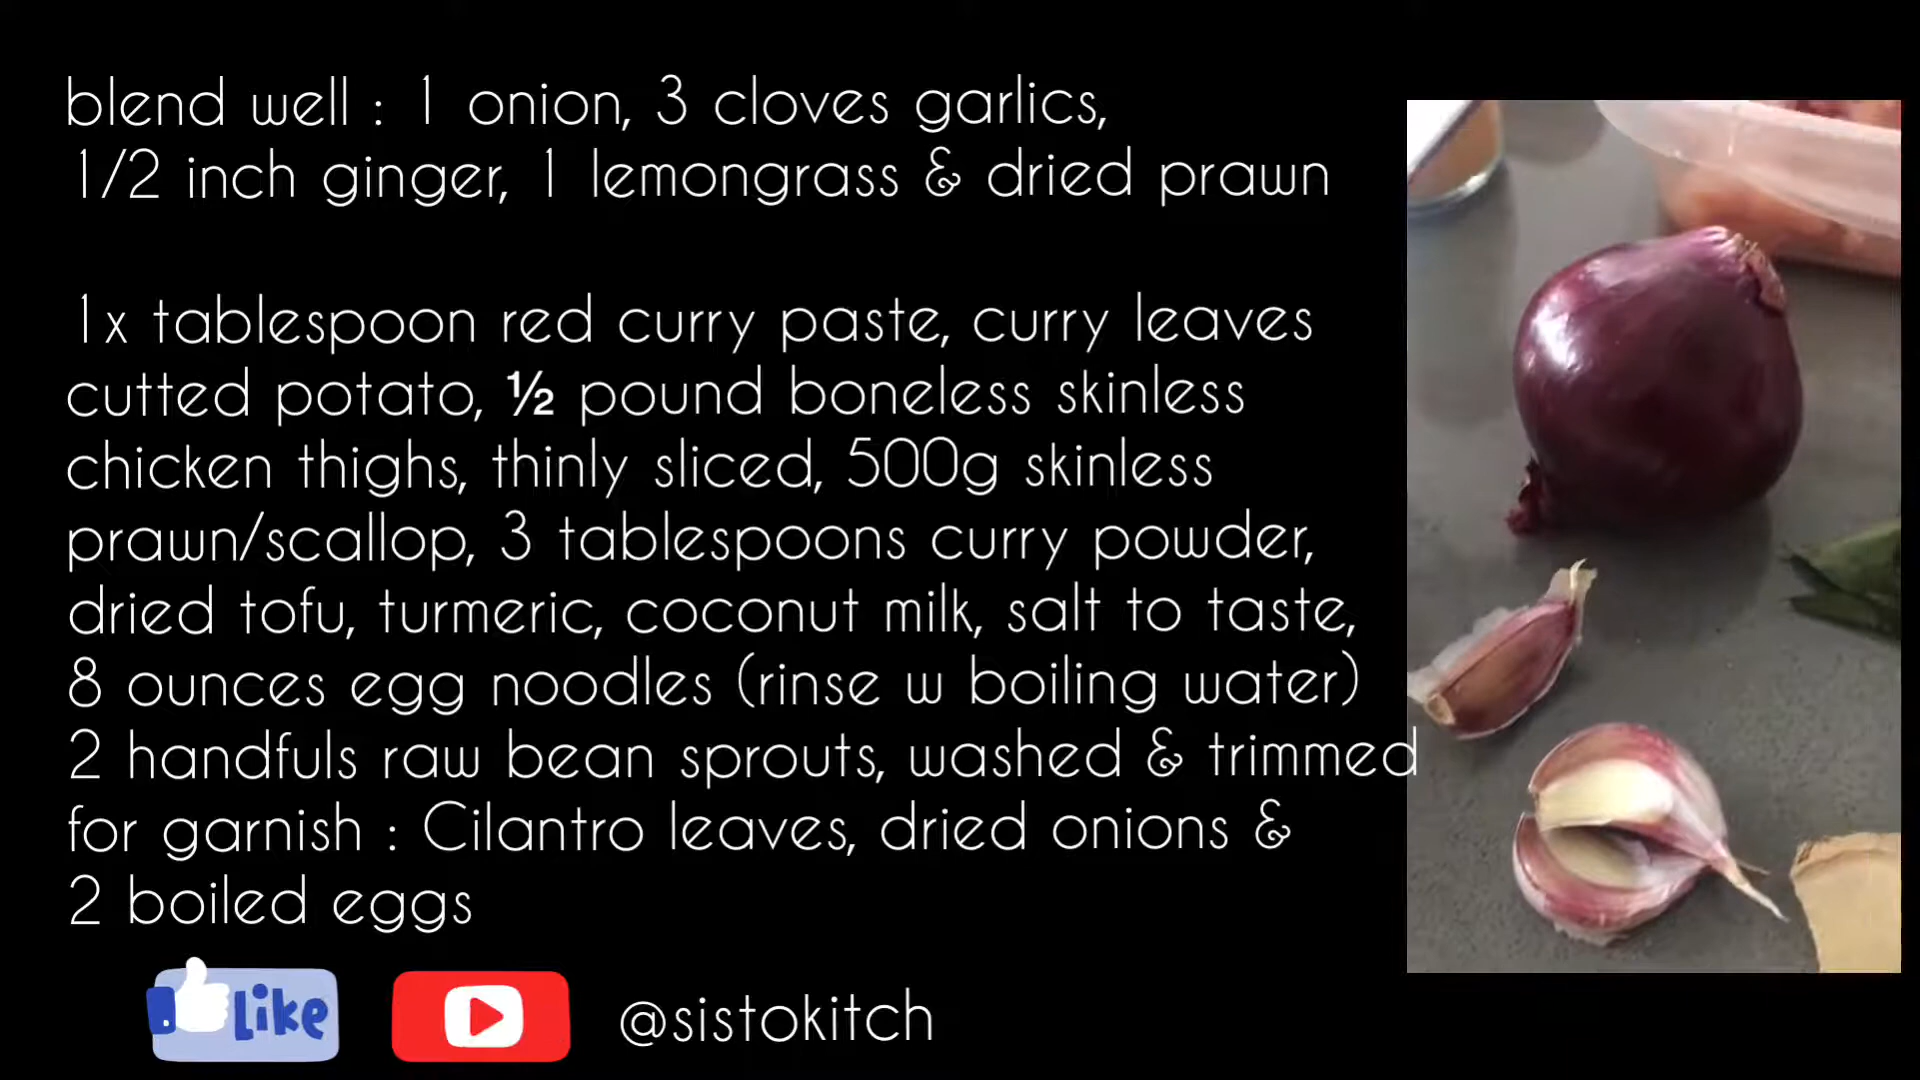 blend well : 1 onion, 3 cloves garlics,
1/2 inch ginger, 1 lemongrass & dried prawn
1x tablespoon red curry paste, curry leaves
cutted potato, ½ pound boneless skinless
chicken thighs, thinly sliced, 500g skinless
prawn/scallop, 3 tablespoons curry powder,
dried tofu, turmeric, coconut milk, salt to taste,
8 ounces egg noodles (rinse w boiling water)
2 handfuls raw bean sprouts, washed & trimmed
for garnish : Cilantro leaves, dried onions &
2 boiled eggs
Like
@sistokitch